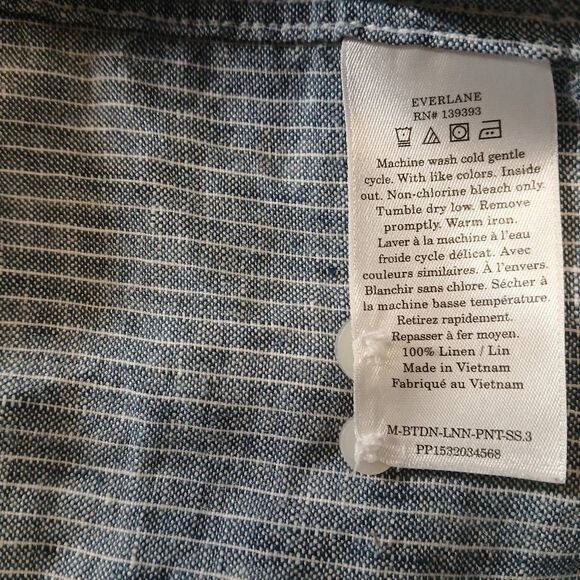 EVERLANE
RN# 139393
Machine wash cold gentle
cycle. With like colors. Inside
out. Non-chlorine bleach only.
Tumble dry low. Remove
promptly. Warm iron.
Laver à la machine à l'eau
froide cycle délicat. Avec
couleurs similaires. À l'envers.
Blanchir sans chlore. Sécher à
la machine basse température.
Retirez rapidement.
Repasser à fer moyen.
100% Linen / Lin
Made in Vietnam
Fabriqué au Vietnam
M-BTDN-LNN-PNT-SS.3
PP1532034568